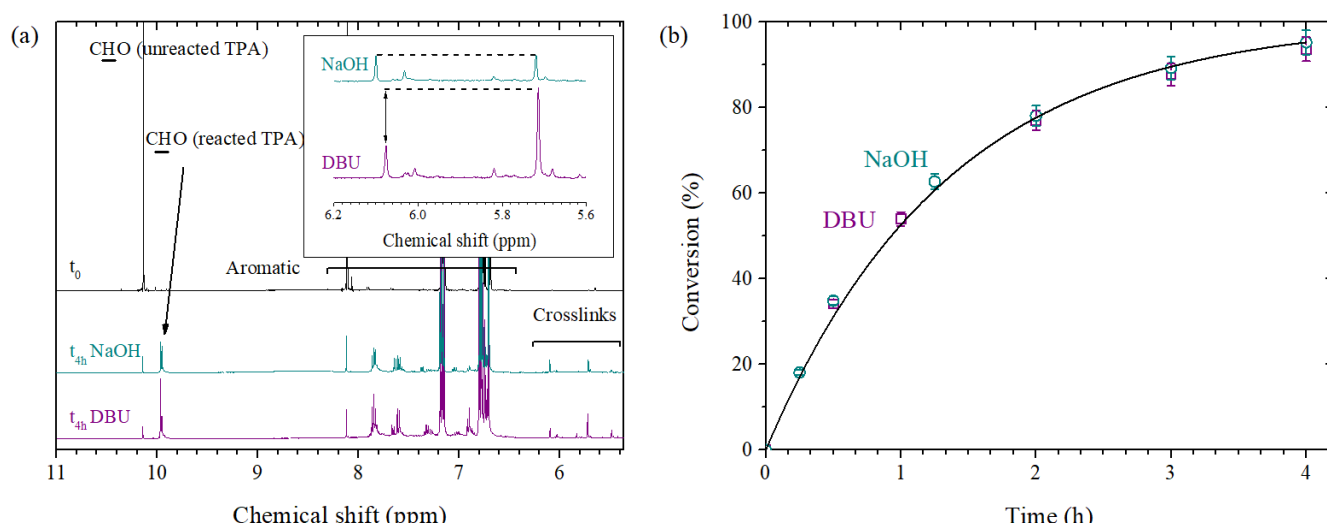 (a)
CHO (unreacted TPA)
CHO (reacted TPA)
NaOH
DBU
6.2 6.0 5.8 5.6
Chemical shift (ppm)
t0
Aromatic
Crosslinks
t4h NaOH
t4h DBU
11 10 9 8 7 6
Chemical shift (ppm)
(b)
100
80
60
40
20
0
Conversion (%)
NaOH
DBU
0 1 2 3 4
Time (h)